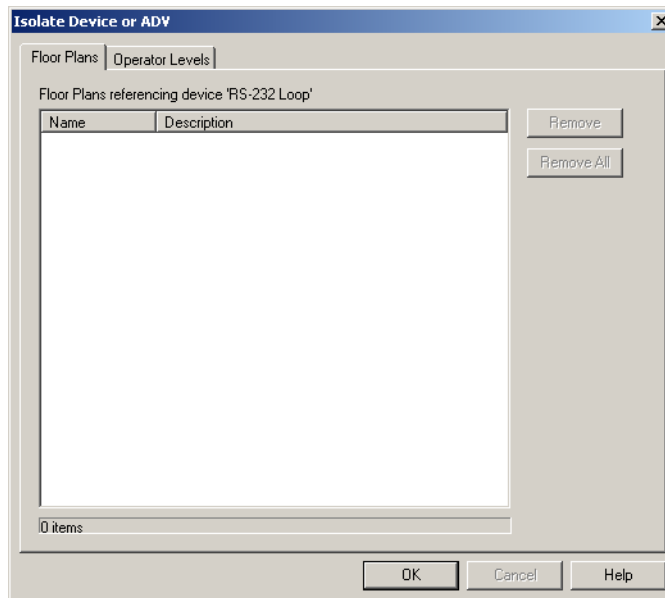 Isolate Device or ADV
Floor Plans Operator Levels
Floor Plans referencing device 'RS-232 Loop'
Name Description
Remove
Remove All
0 items
OK Cancel Help